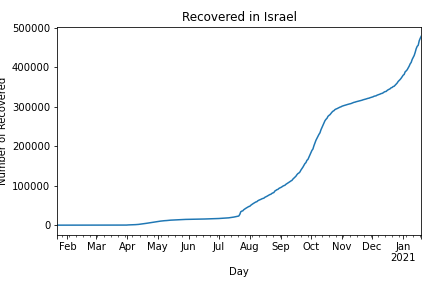 Recovered in Israel
500000
400000
300000
200000
100000
0
Number of Recovered
Feb Mar Apr May Jun Jul Aug Sep Oct Nov Dec Jan
2021
Day